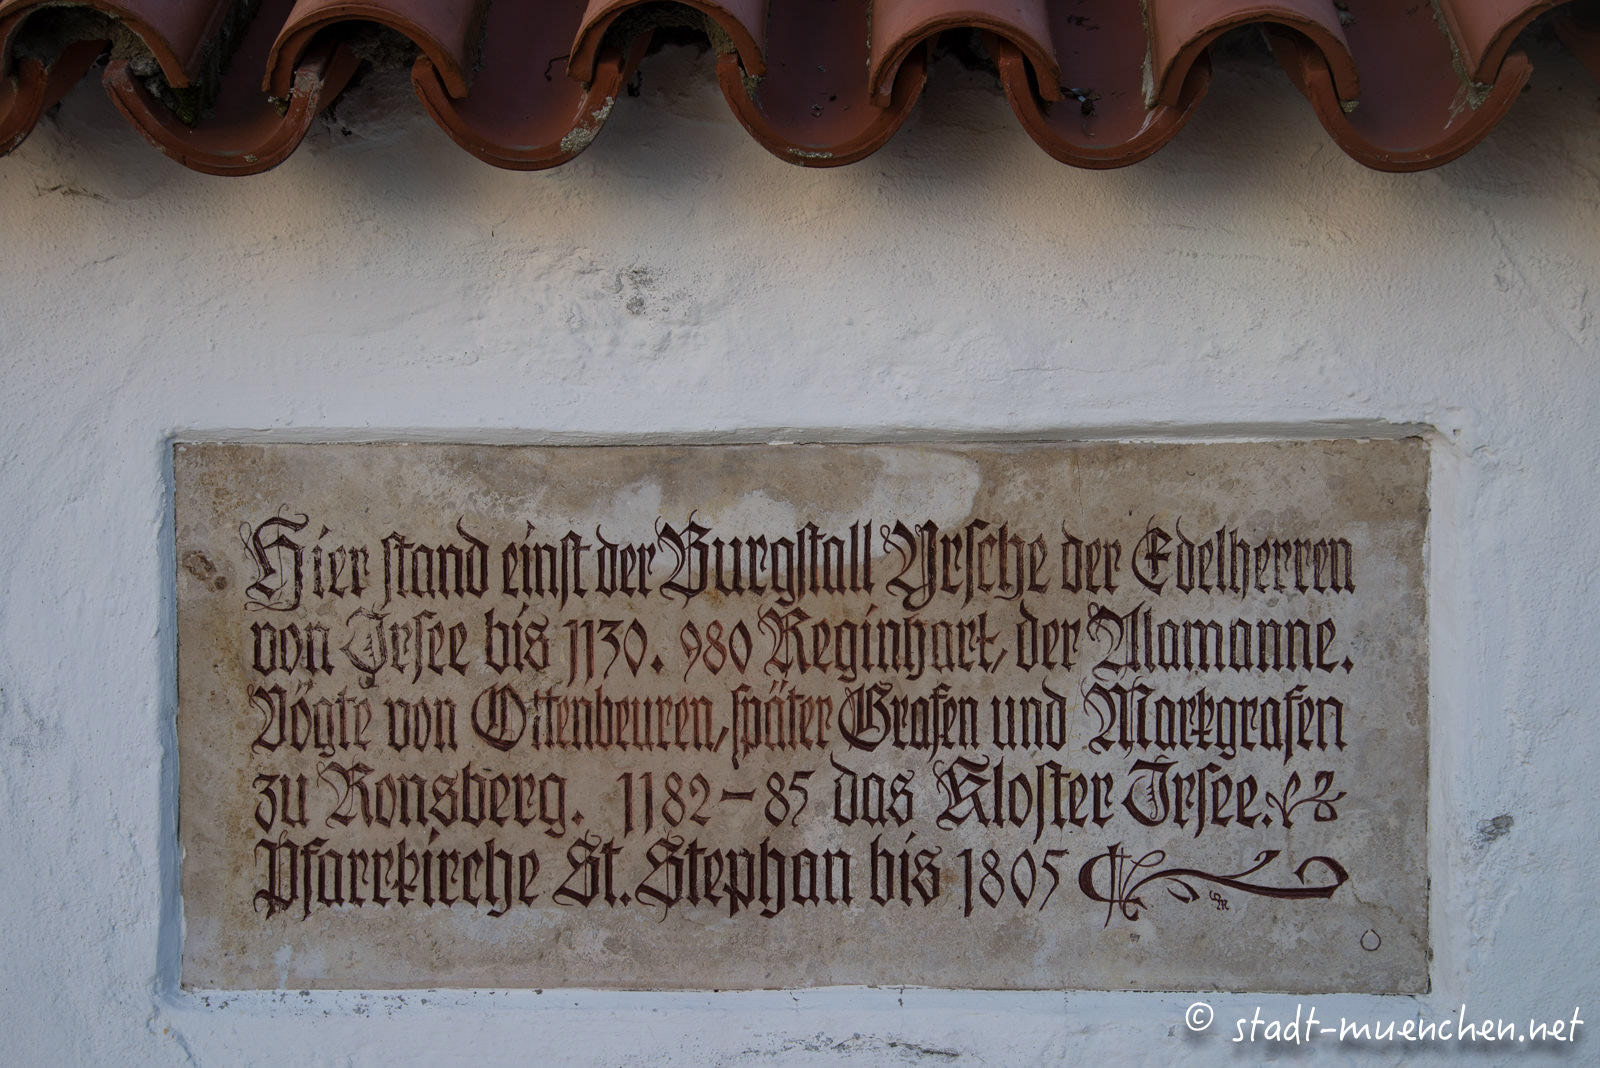 Hier stand einst der Burgstall Yrsche der Edelherren
von Irsee bis 1130. 980 Reginhart, der Alamanne.
Vögte von Ottenbeuren, später Grafen und Markgrafen
zu Ronsberg. 1182-85 das Kloster Irsee.
Pfarrkirche St. Stephan bis 1805
© stadt-muenchen.net